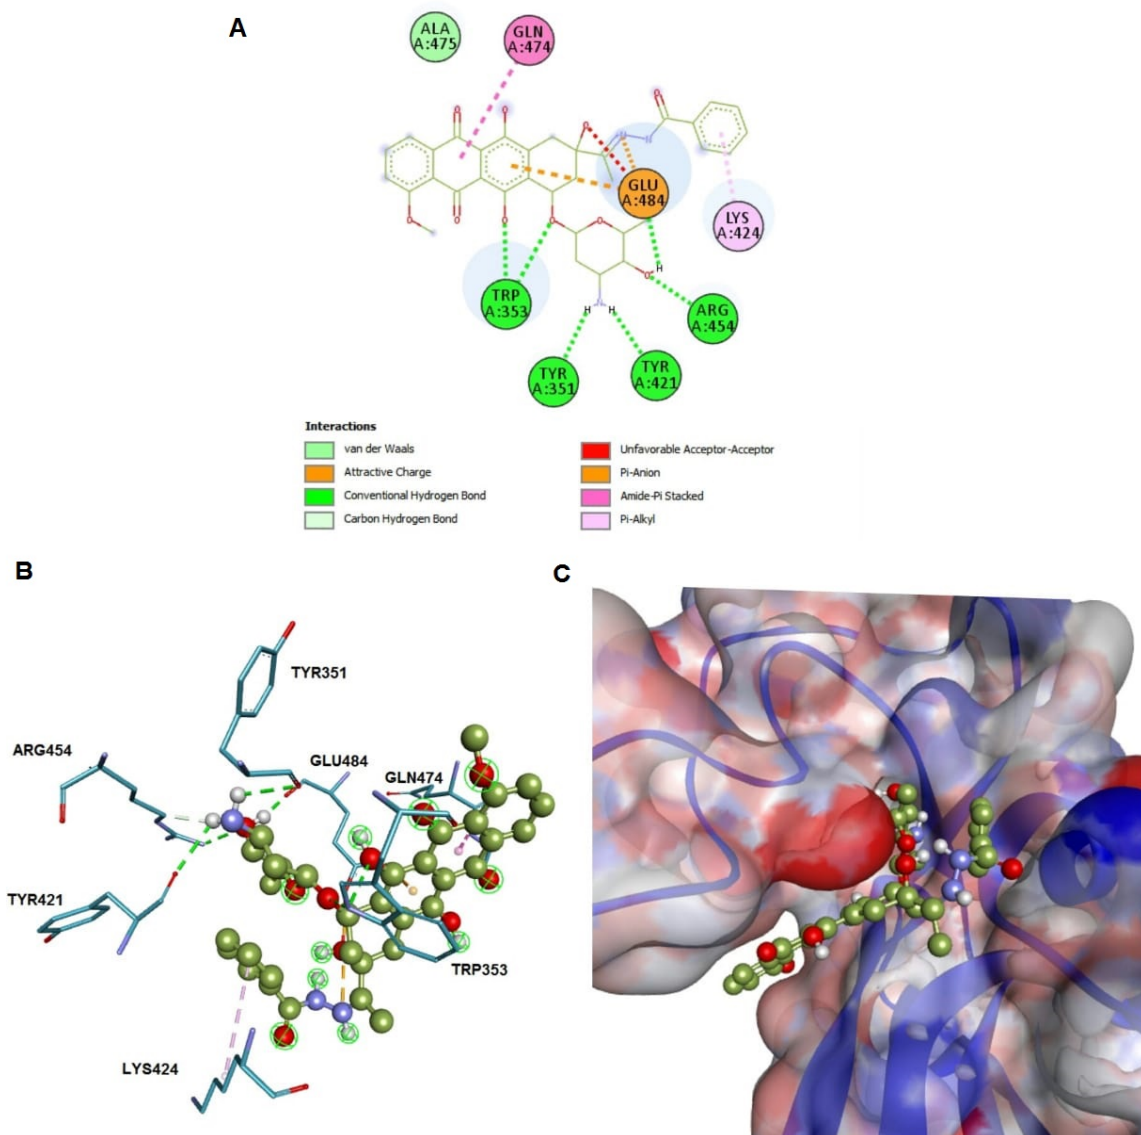 A
ALA
A:475
GLN
A:474
O
O
O
O
N
N
O
GLU
A:484
LYS
A:424
O
O
O
O
O
H
O
TRP
A:353
ARG
A:454
N
H
H
TYR
A:351
TYR
A:421
Interactions
van der Waals
Attractive Charge
Conventional Hydrogen Bond
Carbon Hydrogen Bond
Unfavorable Acceptor-Acceptor
Pi-Anion
Amide-Pi Stacked
Pi-Alkyl
B
C
TYR351
ARG454
GLU484
GLN474
TYR421
TRP353
LYS424